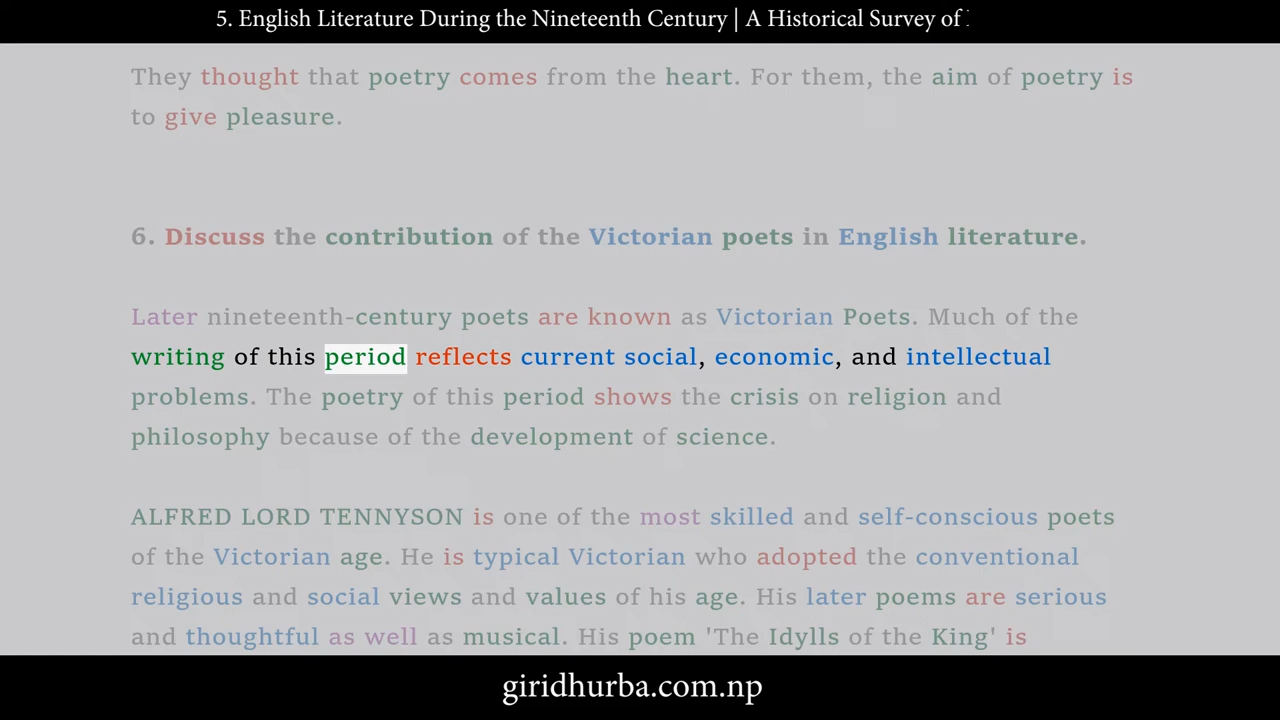 5. English Literature During the Nineteenth Century | A Historical Survey of
They thought that poetry comes from the heart. For them, the aim of poetry is
to give pleasure.
6. Discuss the contribution of the Victorian poets in English literature.
Later nineteenth-century poets are known as Victorian Poets. Much of the
writing of this period reflects current social, economic, and intellectual
problems. The poetry of this period shows the crisis on religion and
philosophy because of the development of science.
ALFRED LORD TENNYSON is one of the most skilled and self-conscious poets
of the Victorian age. He is typical Victorian who adopted the conventional
religious and social views and values of his age. His later poems are serious
and thoughtful as well as musical. His poem 'The Idylls of the King' is
giridhurba.com.np